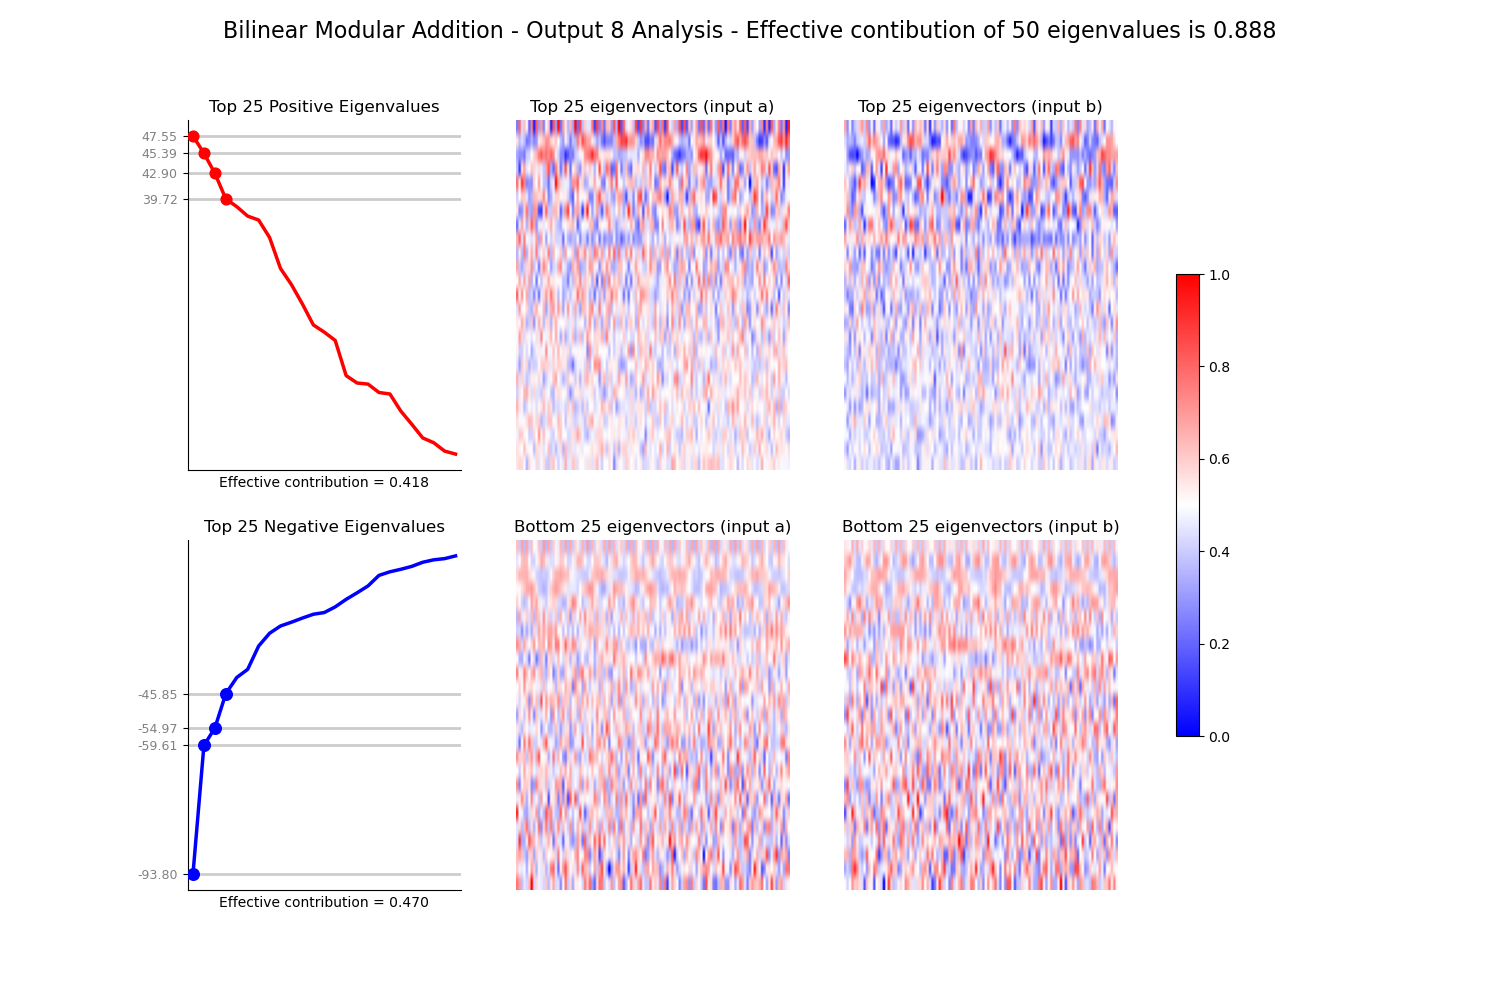 Bilinear Modular Addition - Output 8 Analysis - Effective contibution of 50 eigenvalues is 0.888
Top 25 Positive Eigenvalues
47.55
45.39
42.90
39.72
Effective contribution = 0.418
Top 25 eigenvectors (input a)
Top 25 eigenvectors (input b)
Top 25 Negative Eigenvalues
-45.85
-54.97
-59.61
-93.80
Effective contribution = 0.470
Bottom 25 eigenvectors (input a)
Bottom 25 eigenvectors (input b)
1.0
0.8
0.6
0.4
0.2
0.0